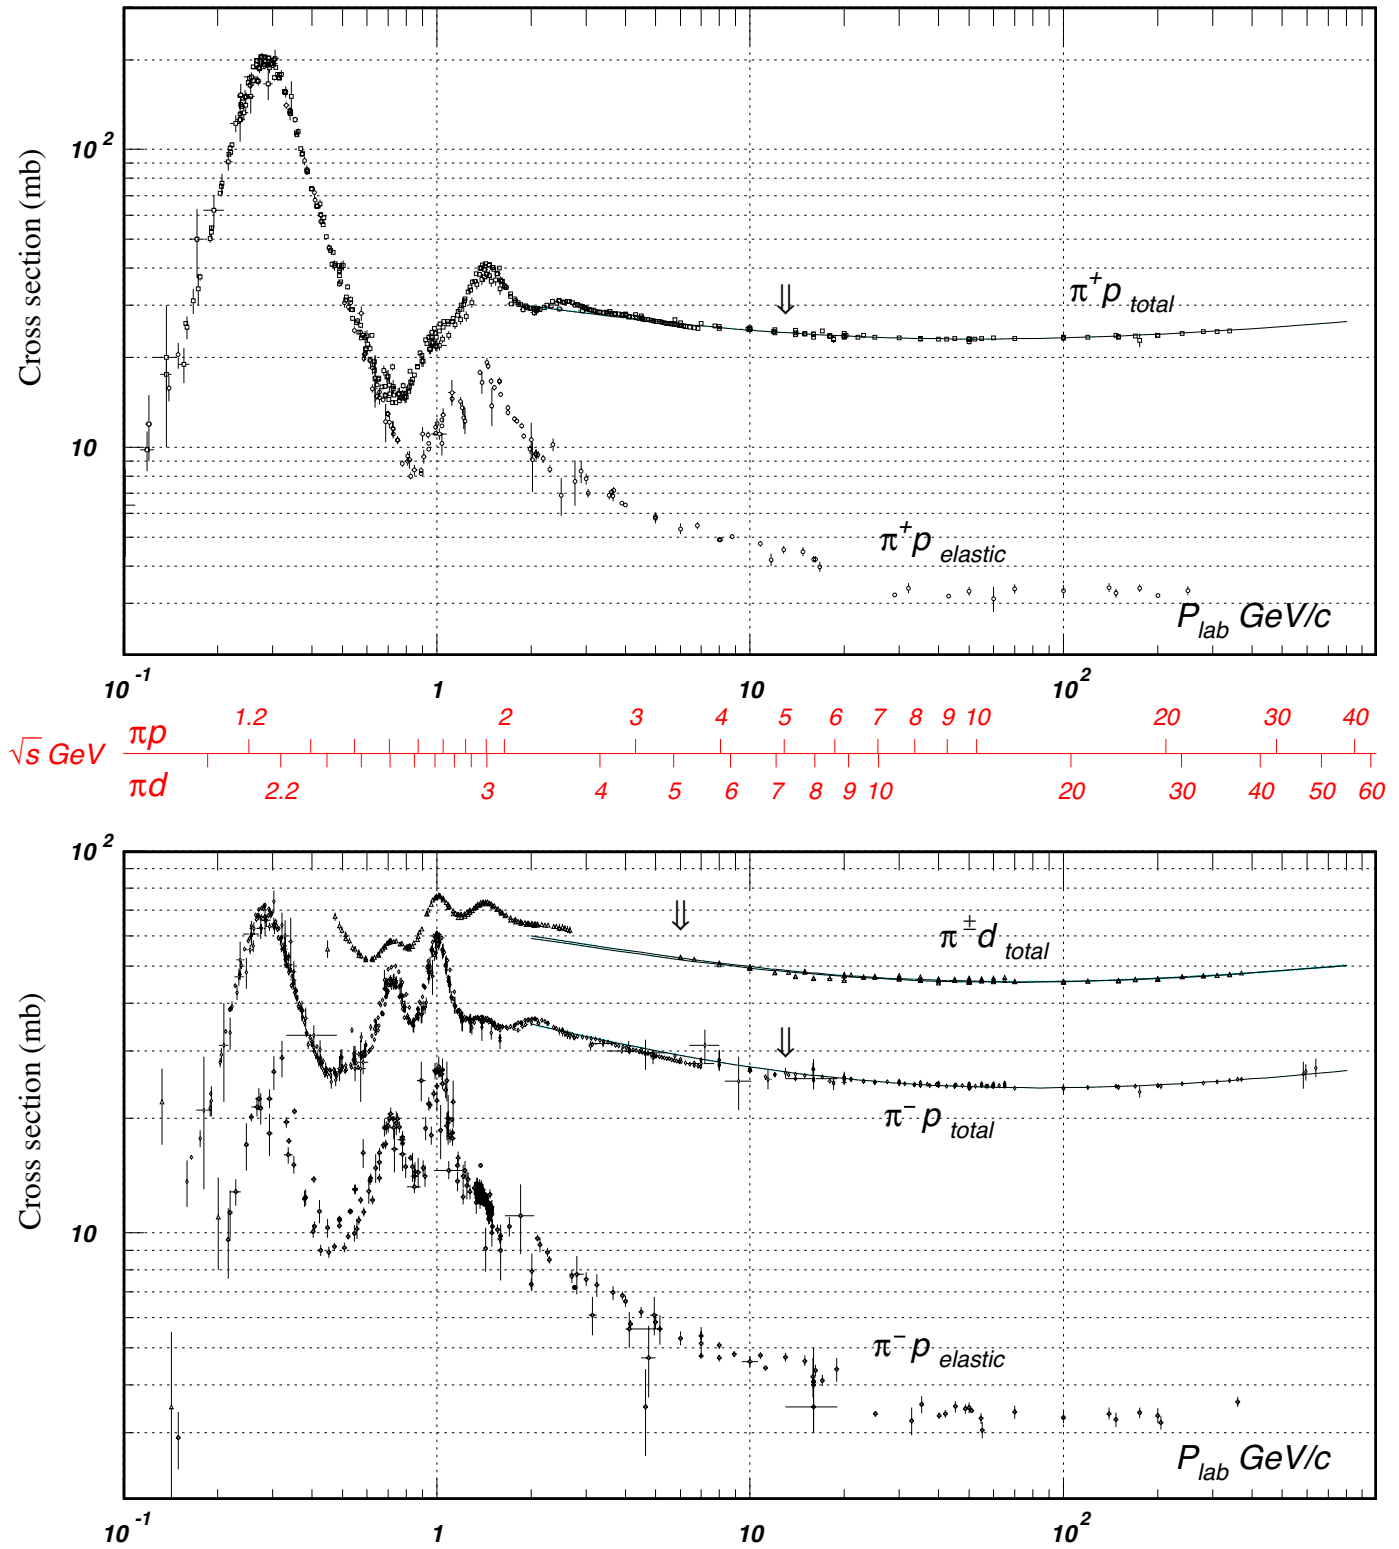 Cross section (mb)
10²
10
π⁺p total
⇓
π⁺p elastic
P_lab GeV/c
10⁻¹ 1 10 10²
√s GeV
πp 1.2 2 3 4 5 6 7 8 9 10 20 30 40
πd 2.2 3 4 5 6 7 8 9 10 20 30 40 50 60
Cross section (mb)
10²
10
⇓
π±d total
⇓
π⁻p total
π⁻p elastic
P_lab GeV/c
10⁻¹ 1 10 10²